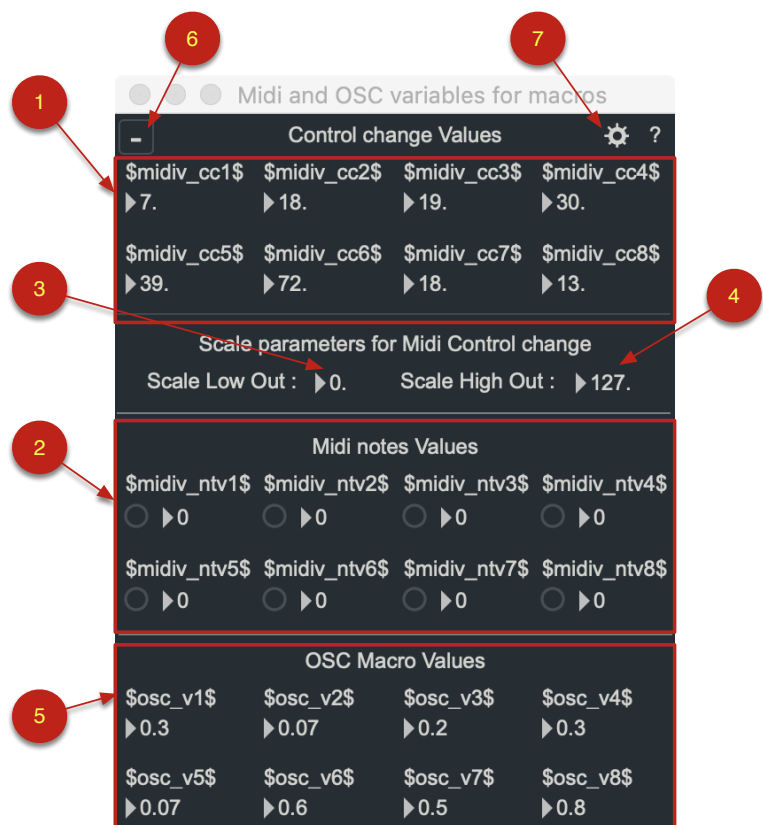 6 7
Midi and OSC variables for macros
1
- Control change Values ?
$midiv_cc1$ $midiv_cc2$ $midiv_cc3$ $midiv_cc4$
7. 18. 19. 30.
$midiv_cc5$ $midiv_cc6$ $midiv_cc7$ $midiv_cc8$
39. 72. 18. 13.
3 4
Scale parameters for Midi Control change
Scale Low Out : 0. Scale High Out : 127.
2
Midi notes Values
$midiv_ntv1$ $midiv_ntv2$ $midiv_ntv3$ $midiv_ntv4$
0 0 0 0
$midiv_ntv5$ $midiv_ntv6$ $midiv_ntv7$ $midiv_ntv8$
0 0 0 0
OSC Macro Values
5
$osc_v1$ $osc_v2$ $osc_v3$ $osc_v4$
0.3 0.07 0.2 0.3
$osc_v5$ $osc_v6$ $osc_v7$ $osc_v8$
0.07 0.6 0.5 0.8